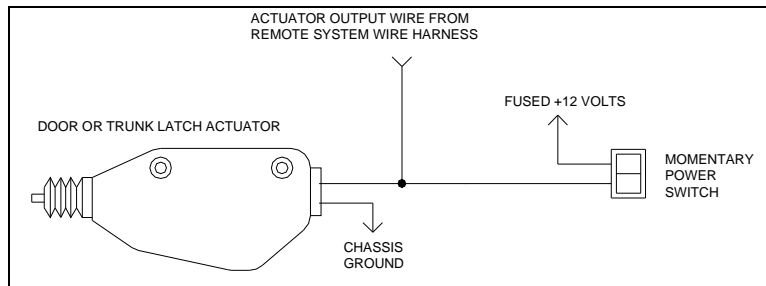 ACTUATOR OUTPUT WIRE FROM
REMOTE SYSTEM WIRE HARNESS
FUSED +12 VOLTS
DOOR OR TRUNK LATCH ACTUATOR
MOMENTARY
POWER
SWITCH
CHASSIS
GROUND